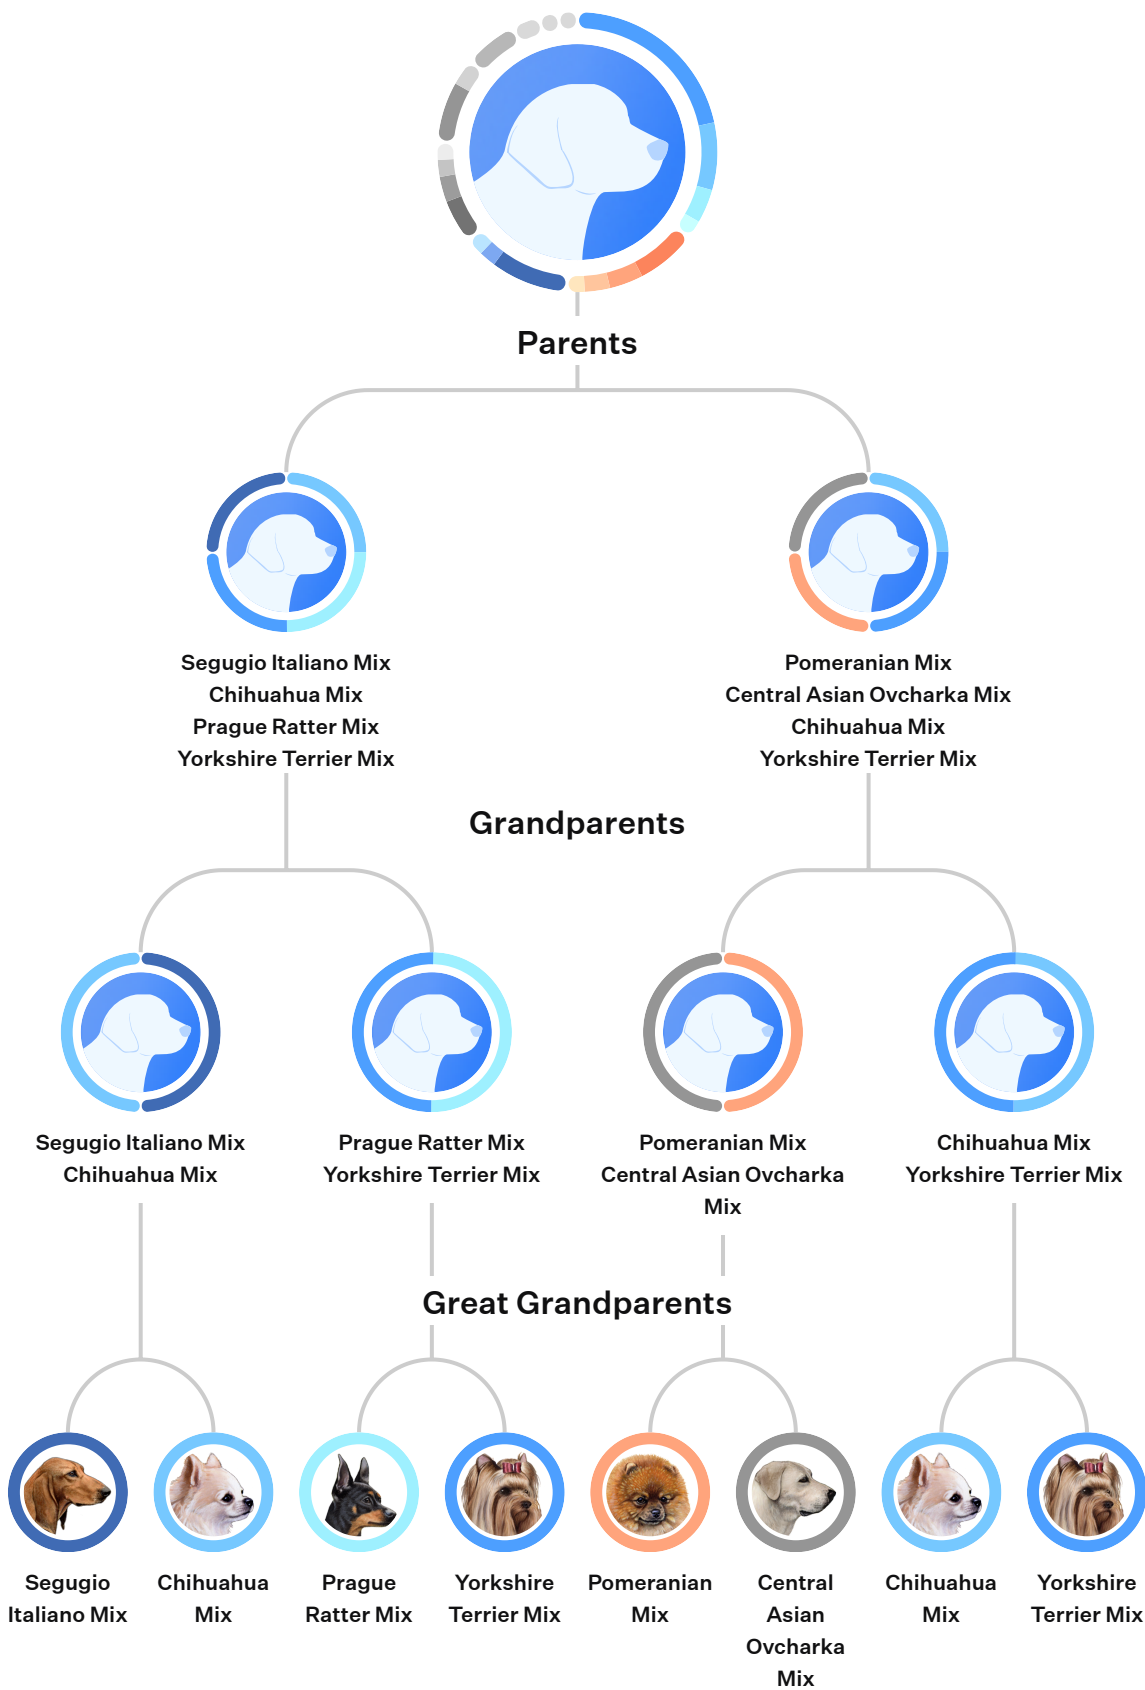 Parents
Segugio Italiano Mix
Chihuahua Mix
Prague Ratter Mix
Yorkshire Terrier Mix
Pomeranian Mix
Central Asian Ovcharka Mix
Chihuahua Mix
Yorkshire Terrier Mix
Grandparents
Segugio Italiano Mix
Chihuahua Mix
Prague Ratter Mix
Yorkshire Terrier Mix
Pomeranian Mix
Central Asian Ovcharka
Mix
Chihuahua Mix
Yorkshire Terrier Mix
Great Grandparents
Segugio
Italiano Mix
Chihuahua
Mix
Prague
Ratter Mix
Yorkshire
Terrier Mix
Pomeranian
Mix
Central
Asian
Ovcharka
Mix
Chihuahua
Mix
Yorkshire
Terrier Mix